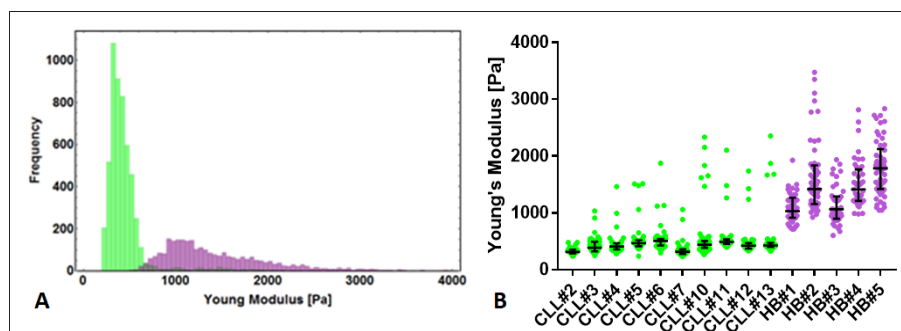 1000
800
600
400
200
0
Frequency
0
1000
2000
3000
4000
Young Modulus [Pa]
A
Young's Modulus [Pa]
4000
3000
2000
1000
0
CLL#2
CLL#3
CLL#4
CLL#5
CLL#6
CLL#7
CLL#10
CLL#11
CLL#12
CLL#13
HB#1
HB#2
HB#3
HB#4
HB#5
B